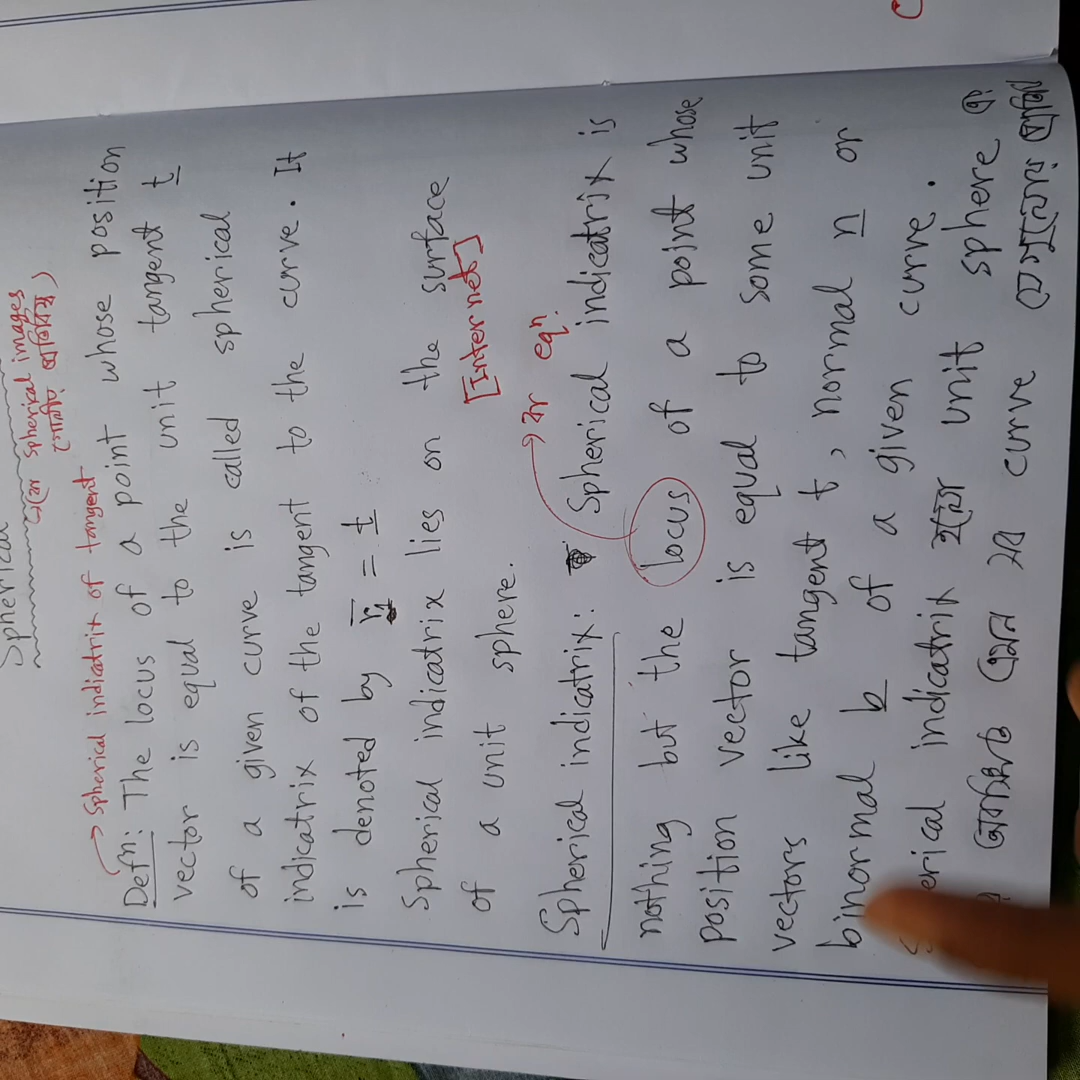 Spherical
→(বা spherical images
→ Spherical indicatrix of tangent
Defn: The locus of a point whose position
vector is equal to the unit tangent t
of a given curve is called spherical
indicatrix of the tangent to the curve. It
is denoted by r₁ = t
Spherical indicatrix lies on the surface
of a unit sphere. [Internet]
→ বা eqn.
Spherical indicatrix: Spherical indicatrix is
nothing but the locus of a point whose
position vector is equal to some unit
vectors like tangent t, normal n or
binormal b of a given curve.
indicatrix হলো unit sphere এ
এমন সব curve